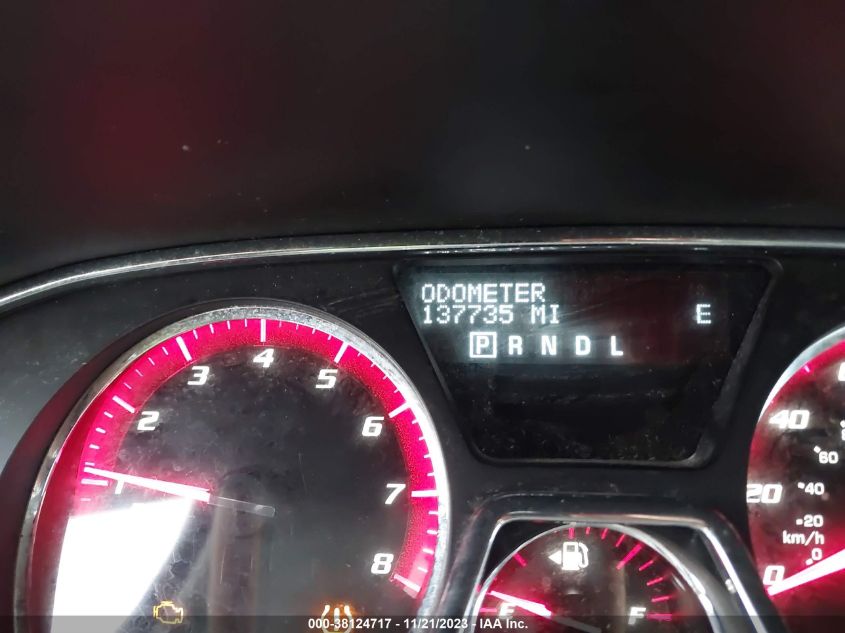 ODOMETER
137735 MI E
P R N D L
1 2 3 4 5 6 7 8
E F
0 20 40
0 20 40 60
km/h
000-38124717 - 11/21/2023 - IAA Inc.